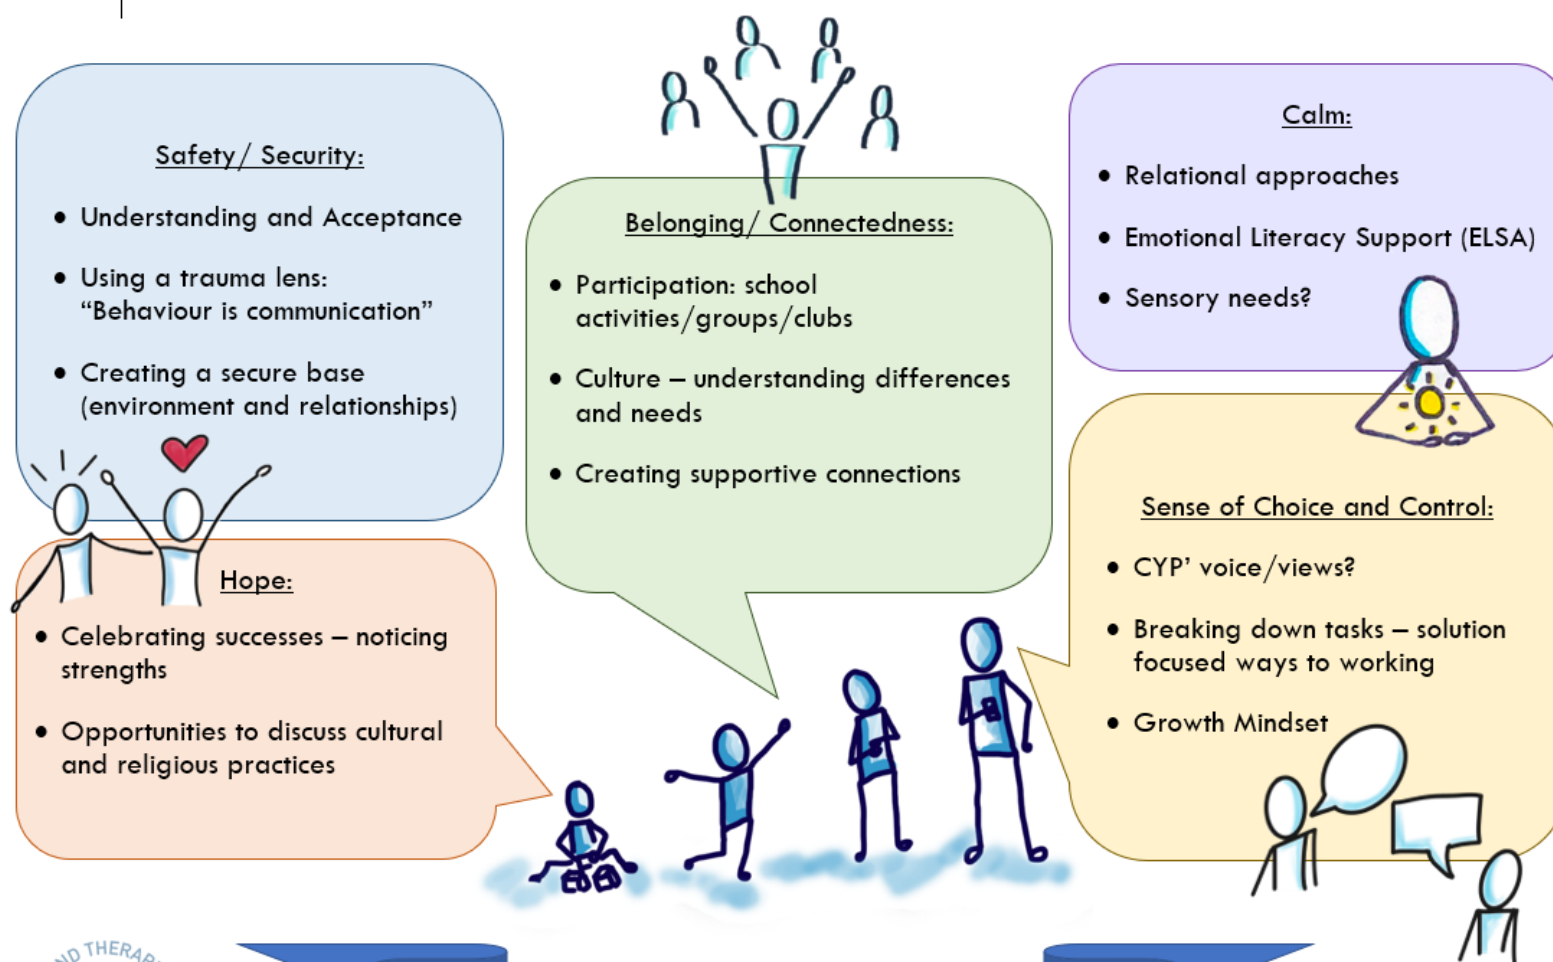 Safety/ Security:
• Understanding and Acceptance
• Using a trauma lens:
“Behaviour is communication”
• Creating a secure base
(environment and relationships)
Belonging/ Connectedness:
• Participation: school
activities/groups/clubs
• Culture – understanding differences
and needs
• Creating supportive connections
Calm:
• Relational approaches
• Emotional Literacy Support (ELSA)
• Sensory needs?
Hope:
• Celebrating successes – noticing
strengths
• Opportunities to discuss cultural
and religious practices
Sense of Choice and Control:
• CYP’ voice/views?
• Breaking down tasks – solution
focused ways to working
• Growth Mindset